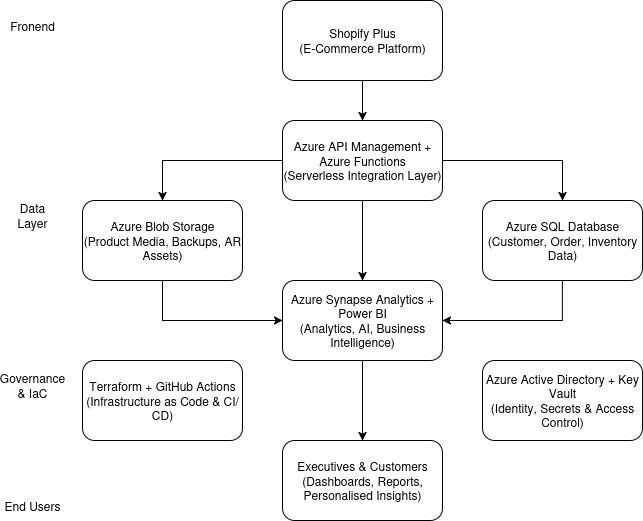 Fronend
Shopify Plus
(E-Commerce Platform)
Azure API Management +
Azure Functions
(Serverless Integration Layer)
Data
Layer
Azure Blob Storage
(Product Media, Backups, AR
Assets)
Azure SQL Database
(Customer, Order, Inventory
Data)
Azure Synapse Analytics +
Power BI
(Analytics, AI, Business
Intelligence)
Governance
& IaC
Terraform + GitHub Actions
(Infrastructure as Code & CI/
CD)
Azure Active Directory + Key
Vault
(Identity, Secrets & Access
Control)
Executives & Customers
(Dashboards, Reports,
Personalised Insights)
End Users